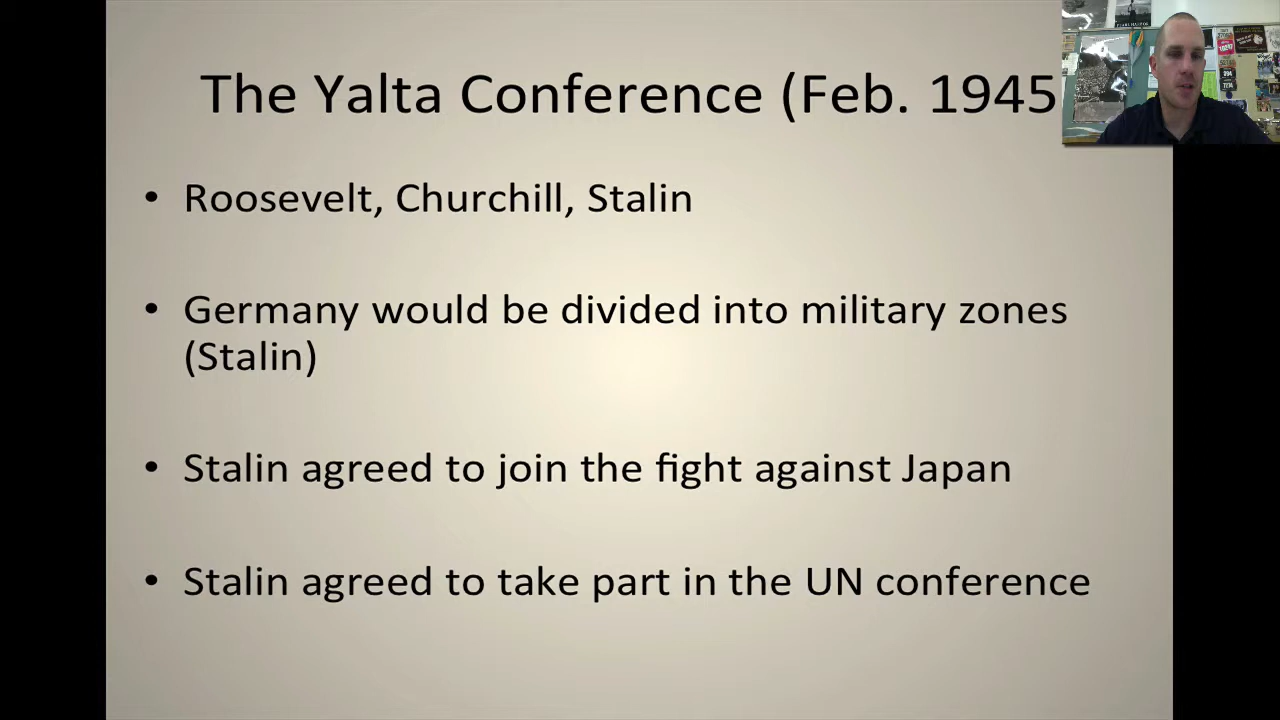 The Yalta Conference (Feb. 1945
• Roosevelt, Churchill, Stalin
• Germany would be divided into military zones
(Stalin)
• Stalin agreed to join the fight against Japan
• Stalin agreed to take part in the UN conference